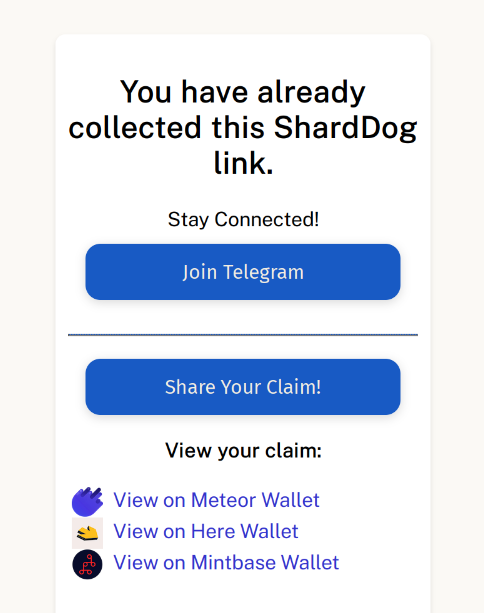 You have already
collected this ShardDog
link.
Stay Connected!
Join Telegram
Share Your Claim!
View your claim:
View on Meteor Wallet
View on Here Wallet
View on Mintbase Wallet